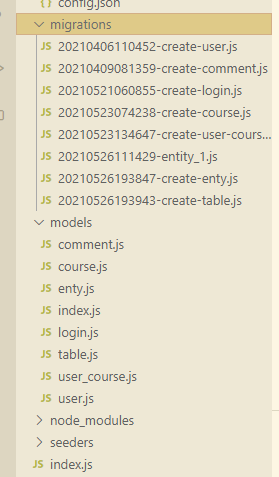 {} config.json
migrations
JS 20210406110452-create-user.js
JS 20210409081359-create-comment.js
JS 20210521060855-create-login.js
JS 20210523074238-create-course.js
JS 20210523134647-create-user-cours...
JS 20210526111429-entity_1.js
JS 20210526193847-create-enty.js
JS 20210526193943-create-table.js
models
JS comment.js
JS course.js
JS enty.js
JS index.js
JS login.js
JS table.js
JS user_course.js
JS user.js
node_modules
seeders
JS index.js